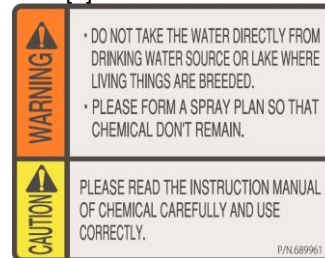 WARNING
• DO NOT TAKE THE WATER DIRECTLY FROM
DRINKING WATER SOURCE OR LAKE WHERE
LIVING THINGS ARE BREEDED.
• PLEASE FORM A SPRAY PLAN SO THAT
CHEMICAL DON'T REMAIN.
CAUTION
PLEASE READ THE INSTRUCTION MANUAL
OF CHEMICAL CAREFULLY AND USE
CORRECTLY.
P/N.689961